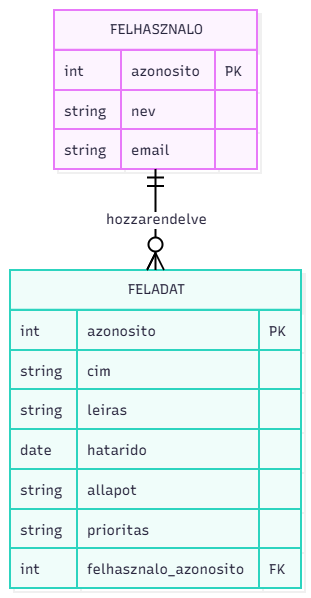 FELHASZNALO
int azonosito PK
string nev
string email
hozzarendelve
FELADAT
int azonosito PK
string cim
string leiras
date hatarido
string allapot
string prioritas
int felhasznalo_azonosito FK